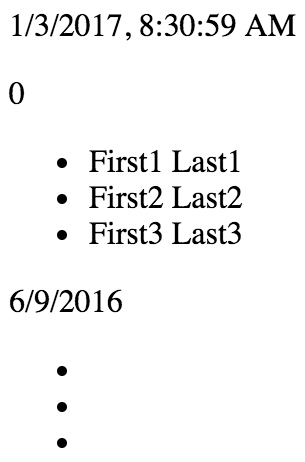 1/3/2017, 8:30:59 AM
0
• First1 Last1
• First2 Last2
• First3 Last3
6/9/2016
•
•
•